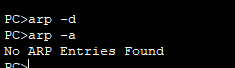 PC>arp -d
PC>arp -a
No ARP Entries Found
PC>